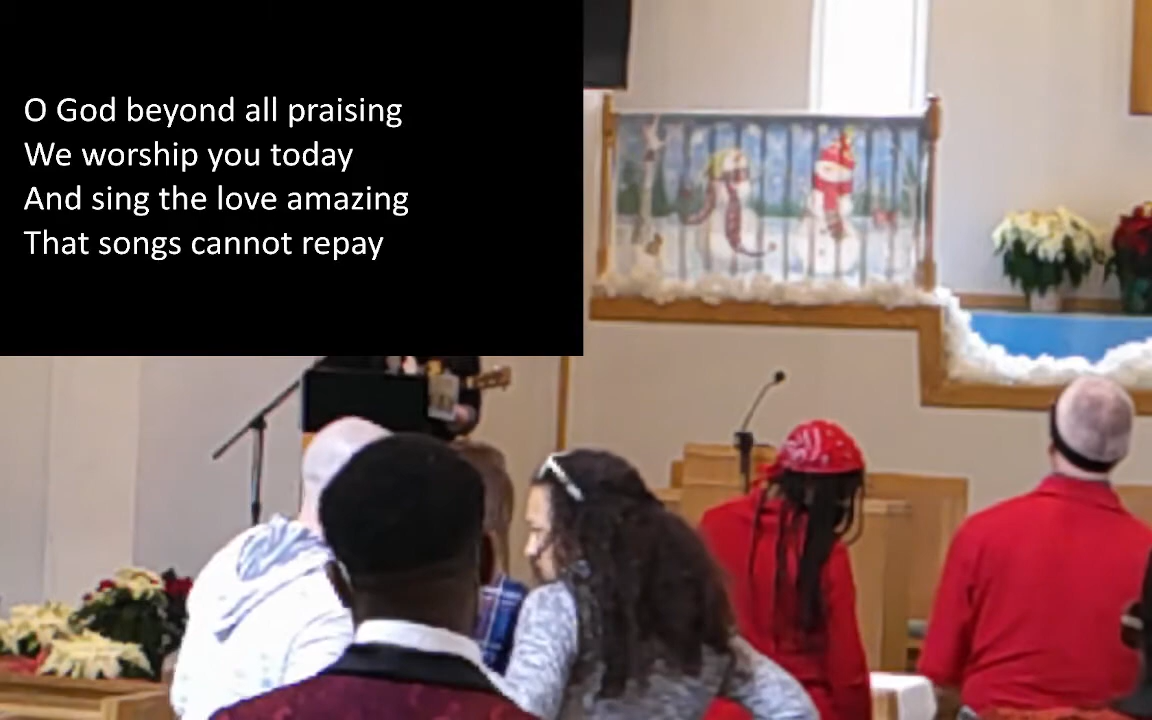 O God beyond all praising
We worship you today
And sing the love amazing
That songs cannot repay